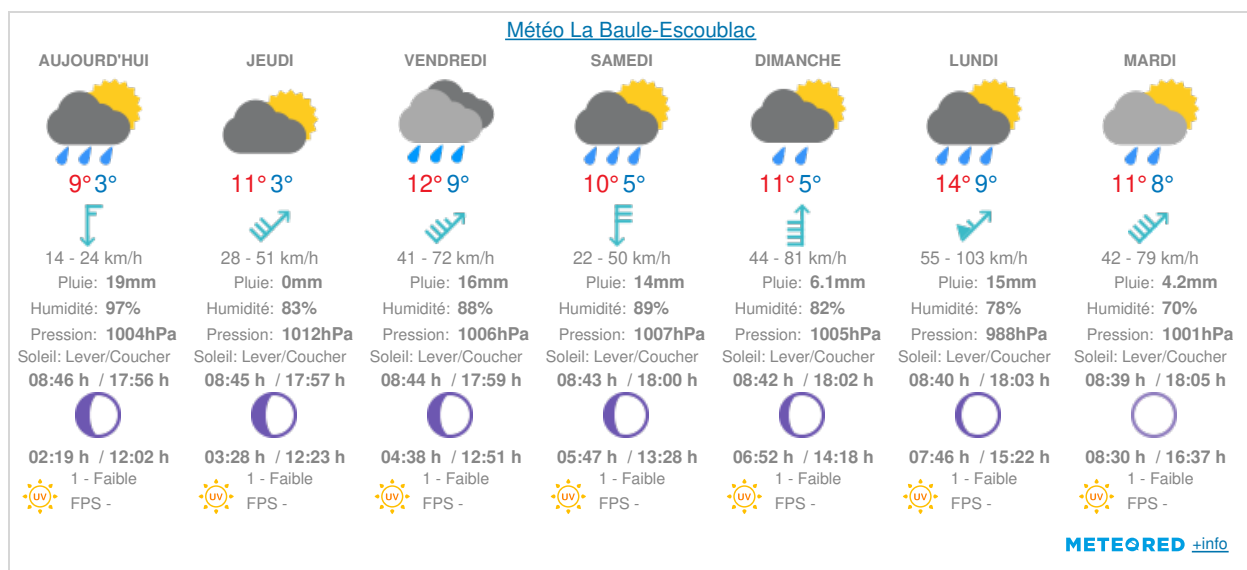 Météo La Baule-Escoublac
AUJOURD'HUI JEUDI VENDREDI SAMEDI DIMANCHE LUNDI MARDI
9° 3° 11° 3° 12° 9° 10° 5° 11° 5° 14° 9° 11° 8°
14 - 24 km/h 28 - 51 km/h 41 - 72 km/h 22 - 50 km/h 44 - 81 km/h 55 - 103 km/h 42 - 79 km/h
Pluie: 19mm Pluie: 0mm Pluie: 16mm Pluie: 14mm Pluie: 6.1mm Pluie: 15mm Pluie: 4.2mm
Humidité: 97% Humidité: 83% Humidité: 88% Humidité: 89% Humidité: 82% Humidité: 78% Humidité: 70%
Pression: 1004hPa Pression: 1012hPa Pression: 1006hPa Pression: 1007hPa Pression: 1005hPa Pression: 988hPa Pression: 1001hPa
Soleil: Lever/Coucher Soleil: Lever/Coucher Soleil: Lever/Coucher Soleil: Lever/Coucher Soleil: Lever/Coucher Soleil: Lever/Coucher Soleil: Lever/Coucher
08:46 h / 17:56 h 08:45 h / 17:57 h 08:44 h / 17:59 h 08:43 h / 18:00 h 08:42 h / 18:02 h 08:40 h / 18:03 h 08:39 h / 18:05 h
02:19 h / 12:02 h 03:28 h / 12:23 h 04:38 h / 12:51 h 05:47 h / 13:28 h 06:52 h / 14:18 h 07:46 h / 15:22 h 08:30 h / 16:37 h
1 - Faible 1 - Faible 1 - Faible 1 - Faible 1 - Faible 1 - Faible 1 - Faible
UV UV UV UV UV UV UV
FPS - FPS - FPS - FPS - FPS - FPS - FPS -
METEORED +info